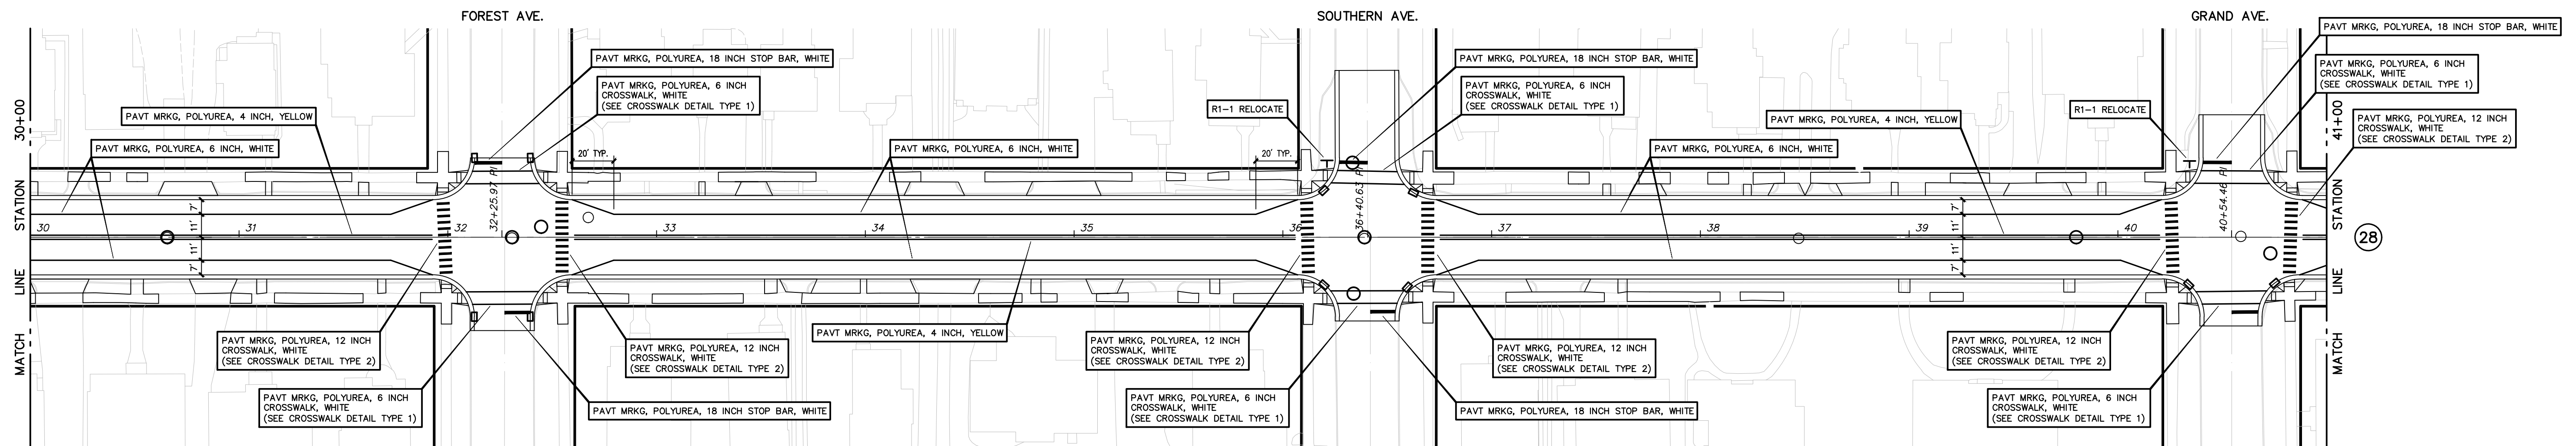 FOREST AVE.
SOUTHERN AVE.
GRAND AVE.
PAVT MRKG, POLYUREA, 18 INCH STOP BAR, WHITE
PAVT MRKG, POLYUREA, 6 INCH
CROSSWALK, WHITE
(SEE CROSSWALK DETAIL TYPE 1)
PAVT MRKG, POLYUREA, 18 INCH STOP BAR, WHITE
PAVT MRKG, POLYUREA, 6 INCH
CROSSWALK, WHITE
(SEE CROSSWALK DETAIL TYPE 1)
PAVT MRKG, POLYUREA, 18 INCH STOP BAR, WHITE
PAVT MRKG, POLYUREA, 6 INCH
CROSSWALK, WHITE
(SEE CROSSWALK DETAIL TYPE 1)
PAVT MRKG, POLYUREA, 12 INCH
CROSSWALK, WHITE
(SEE CROSSWALK DETAIL TYPE 2)
R1-1 RELOCATE
R1-1 RELOCATE
PAVT MRKG, POLYUREA, 4 INCH, YELLOW
PAVT MRKG, POLYUREA, 4 INCH, YELLOW
PAVT MRKG, POLYUREA, 6 INCH, WHITE
PAVT MRKG, POLYUREA, 6 INCH, WHITE
PAVT MRKG, POLYUREA, 6 INCH, WHITE
20' TYP.
20' TYP.
MATCH LINE STATION 30+00
7'
11'
11'
7'
30
31
32
32+25.97 PI
33
34
35
36
36+40.63 PI
37
38
39
7'
11'
11'
7'
40
40+54.46 PI
MATCH LINE STATION 41+00
28
PAVT MRKG, POLYUREA, 4 INCH, YELLOW
PAVT MRKG, POLYUREA, 12 INCH
CROSSWALK, WHITE
(SEE CROSSWALK DETAIL TYPE 2)
PAVT MRKG, POLYUREA, 12 INCH
CROSSWALK, WHITE
(SEE CROSSWALK DETAIL TYPE 2)
PAVT MRKG, POLYUREA, 12 INCH
CROSSWALK, WHITE
(SEE CROSSWALK DETAIL TYPE 2)
PAVT MRKG, POLYUREA, 12 INCH
CROSSWALK, WHITE
(SEE CROSSWALK DETAIL TYPE 2)
PAVT MRKG, POLYUREA, 12 INCH
CROSSWALK, WHITE
(SEE CROSSWALK DETAIL TYPE 2)
PAVT MRKG, POLYUREA, 6 INCH
CROSSWALK, WHITE
(SEE CROSSWALK DETAIL TYPE 1)
PAVT MRKG, POLYUREA, 18 INCH STOP BAR, WHITE
PAVT MRKG, POLYUREA, 6 INCH
CROSSWALK, WHITE
(SEE CROSSWALK DETAIL TYPE 1)
PAVT MRKG, POLYUREA, 18 INCH STOP BAR, WHITE
PAVT MRKG, POLYUREA, 6 INCH
CROSSWALK, WHITE
(SEE CROSSWALK DETAIL TYPE 1)